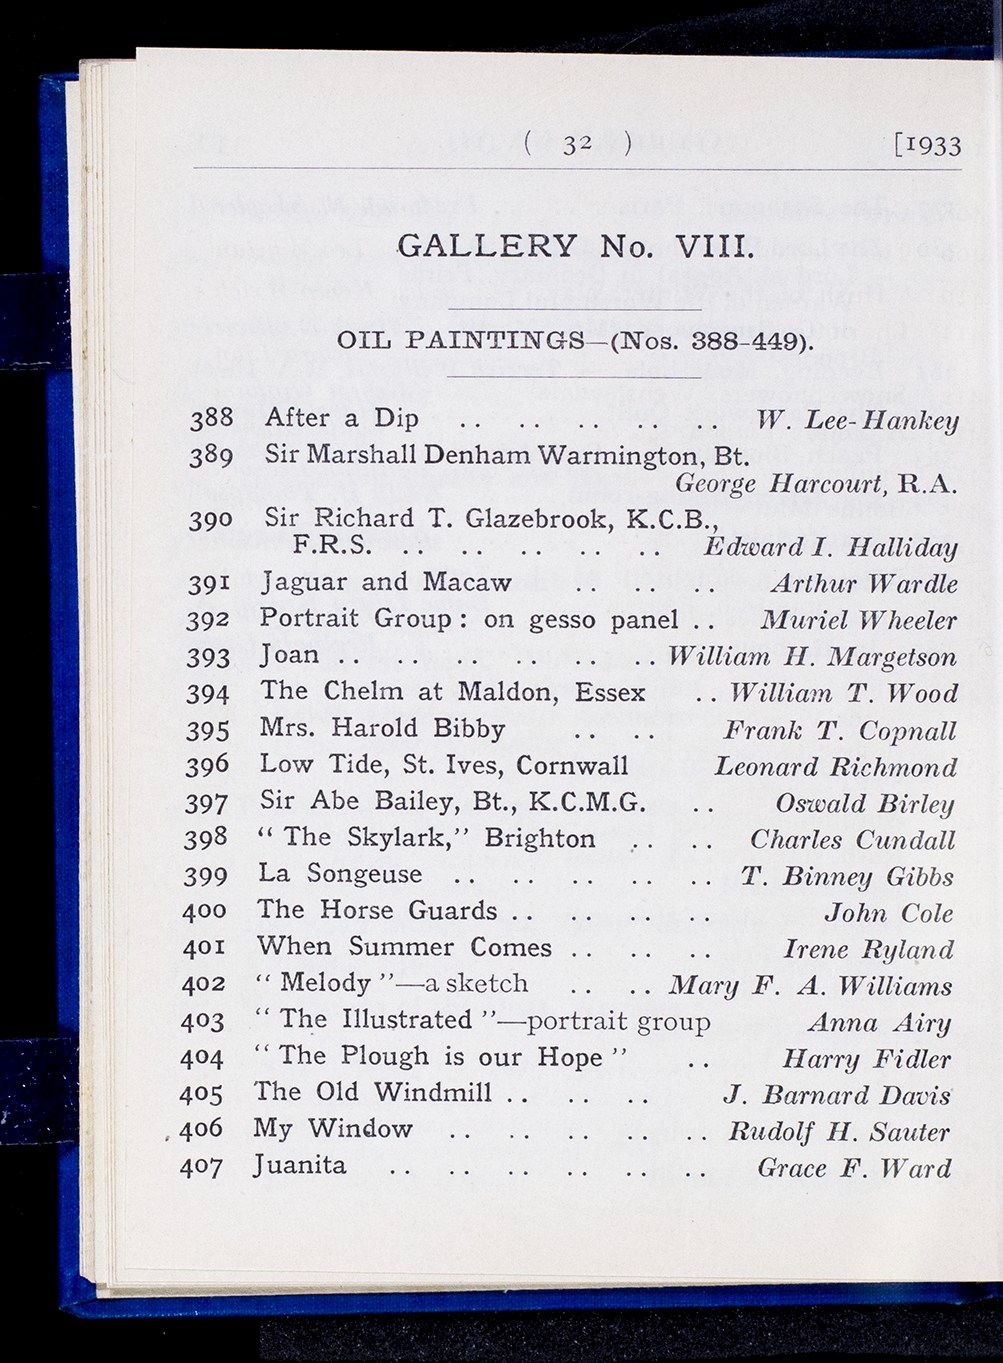 ( 32 ) [1933
GALLERY No. VIII.
OIL PAINTINGS—(Nos. 388-449).
388 After a Dip .. .. .. .. .. W. Lee-Hankey
389 Sir Marshall Denham Warmington, Bt.
George Harcourt, R.A.
390 Sir Richard T. Glazebrook, K.C.B.,
F.R.S. .. .. .. .. .. Edward I. Halliday
391 Jaguar and Macaw .. .. .. Arthur Wardle
392 Portrait Group : on gesso panel .. Muriel Wheeler
393 Joan .. .. .. .. .. .. William H. Margetson
394 The Chelm at Maldon, Essex .. William T. Wood
395 Mrs. Harold Bibby .. .. Frank T. Copnall
396 Low Tide, St. Ives, Cornwall Leonard Richmond
397 Sir Abe Bailey, Bt., K.C.M.G. .. Oswald Birley
398 “ The Skylark,” Brighton .. .. Charles Cundall
399 La Songeuse .. .. .. .. .. T. Binney Gibbs
400 The Horse Guards .. .. .. .. John Cole
401 When Summer Comes .. .. .. Irene Ryland
402 “ Melody ”—a sketch .. .. Mary F. A. Williams
403 “ The Illustrated ”—portrait group Anna Airy
404 “ The Plough is our Hope ” .. Harry Fidler
405 The Old Windmill .. .. .. J. Barnard Davis
406 My Window .. .. .. .. .. Rudolf H. Sauter
407 Juanita .. .. .. .. .. .. Grace F. Ward